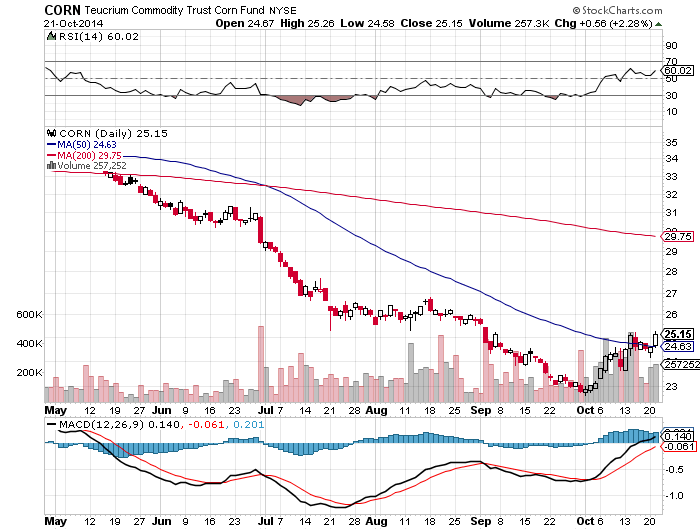 CORN Teucrium Commodity Trust Corn Fund NYSE © StockCharts.com
21-Oct-2014 Open 24.67 High 25.26 Low 24.58 Close 25.15 Volume 257.3K Chg +0.56 (+2.28%)
RSI(14) 60.02
90
70
60.02
50
30
10
CORN (Daily) 25.15
MA(50) 24.63
MA(200) 29.75
Volume 257,252
35
34
33
32
31
30
29.75
29
28
27
26
25.15
24.63
257252
23
600K
400K
200K
May 12 19 27 Jun 9 16 23 Jul 7 14 21 28 Aug 11 18 25 Sep 8 15 22 Oct 6 13 20
MACD(12,26,9) 0.140, -0.061, 0.201
0.140
-0.061
-0.5
-1.0
May 12 19 27 Jun 9 16 23 Jul 7 14 21 28 Aug 11 18 25 Sep 8 15 22 Oct 6 13 20